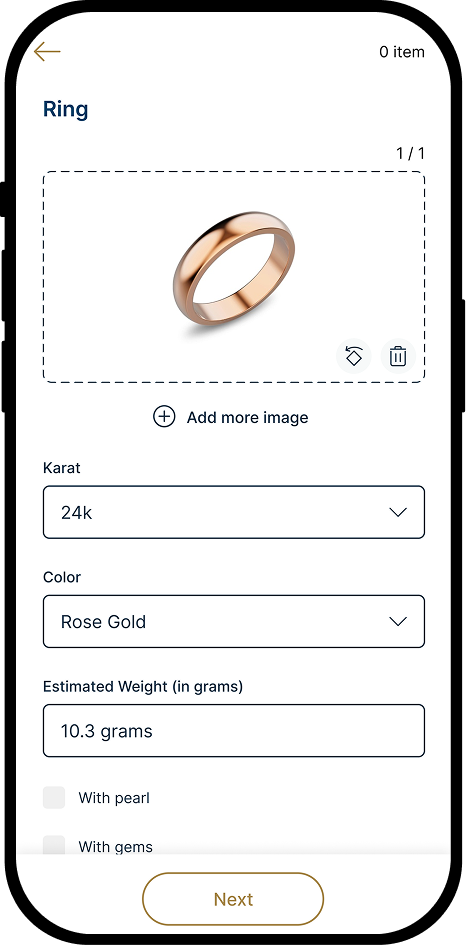 0 item
Ring
1 / 1
Add more image
Karat
24k
Color
Rose Gold
Estimated Weight (in grams)
10.3 grams
With pearl
With gems
Next